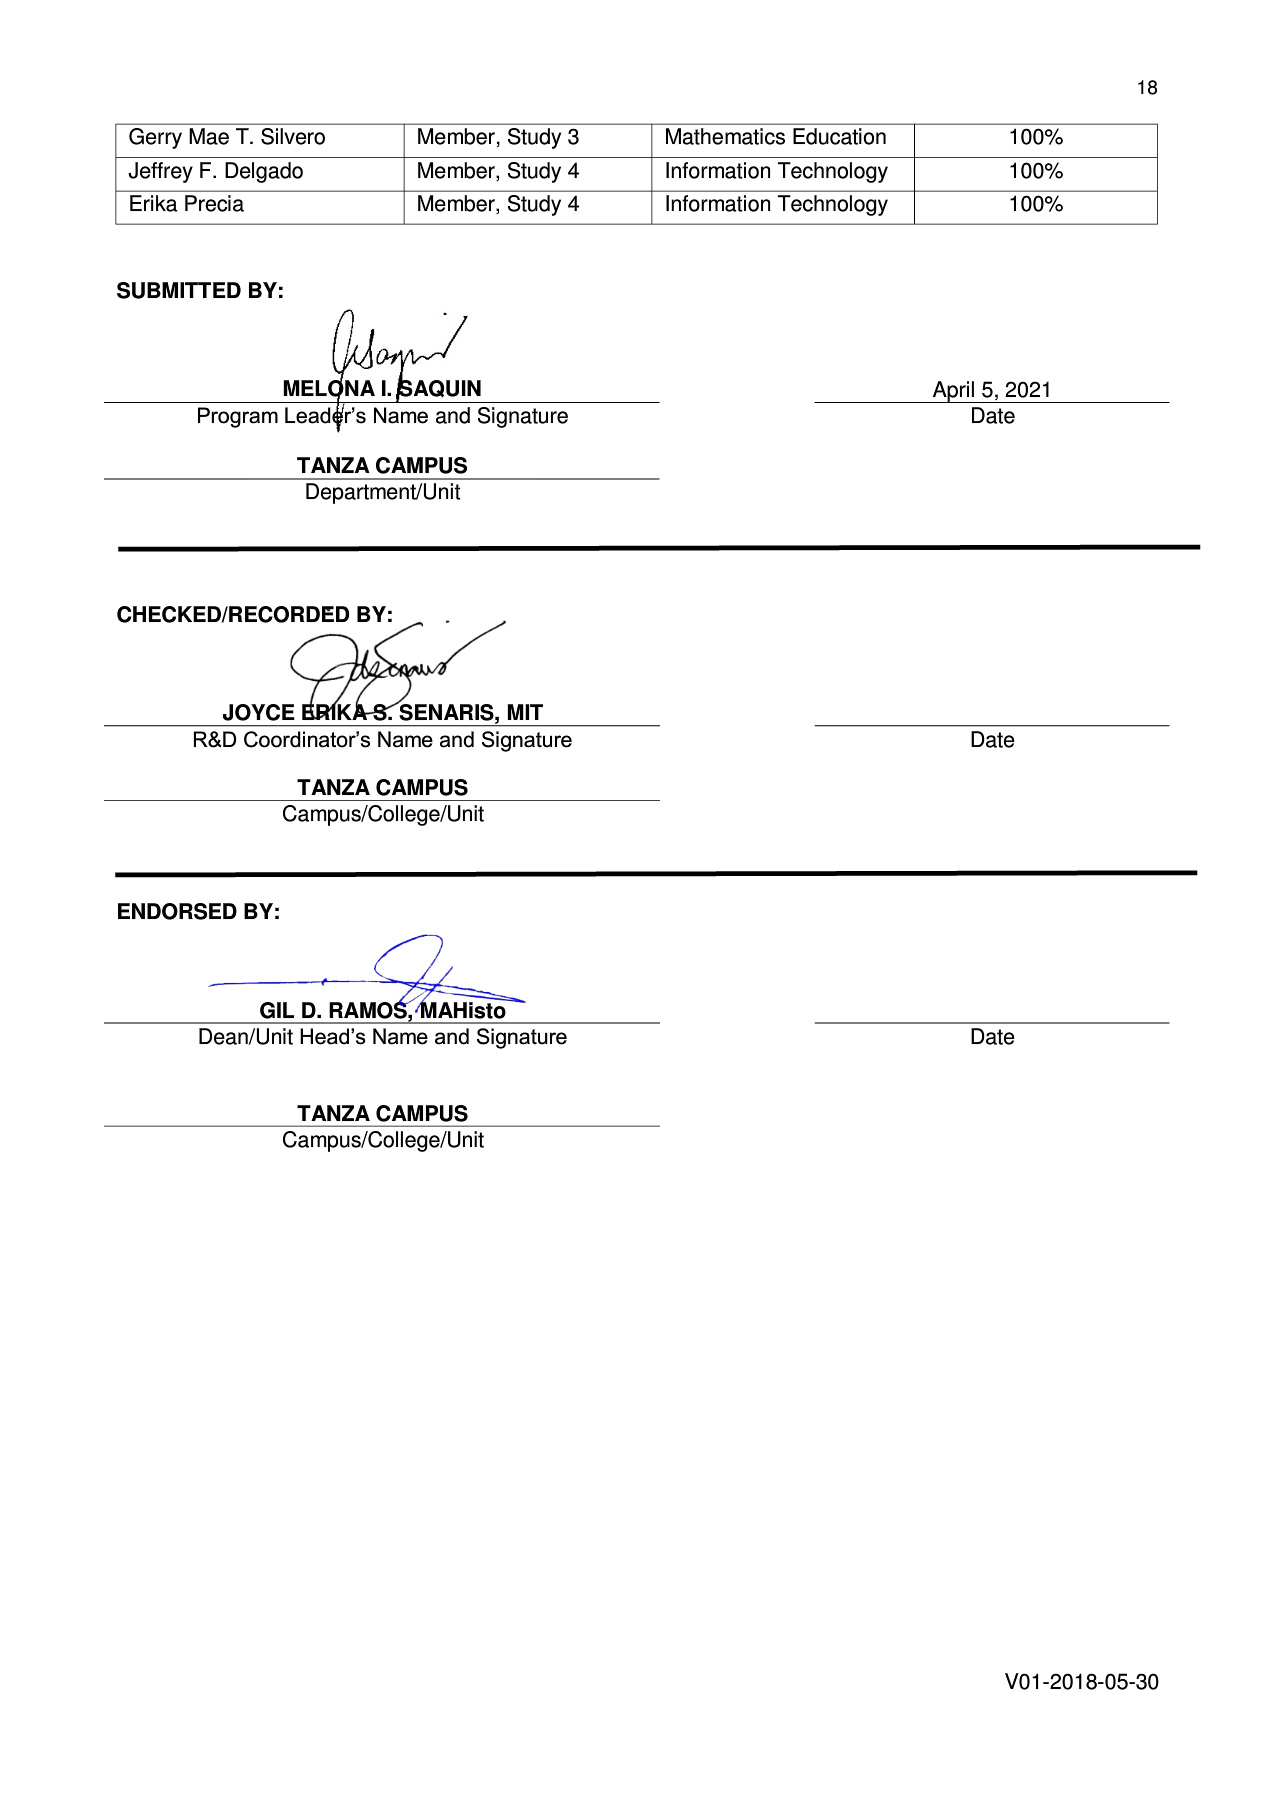 18
Gerry Mae T. Silvero Member, Study 3 Mathematics Education 100%
Jeffrey F. Delgado Member, Study 4 Information Technology 100%
Erika Precia Member, Study 4 Information Technology 100%
SUBMITTED BY:
MELONA I. SAQUIN April 5, 2021
Program Leader’s Name and Signature Date
TANZA CAMPUS
Department/Unit
CHECKED/RECORDED BY:
JOYCE ERIKA S. SENARIS, MIT
R&D Coordinator’s Name and Signature Date
TANZA CAMPUS
Campus/College/Unit
ENDORSED BY:
GIL D. RAMOS, MAHisto
Dean/Unit Head’s Name and Signature Date
TANZA CAMPUS
Campus/College/Unit
V01-2018-05-30